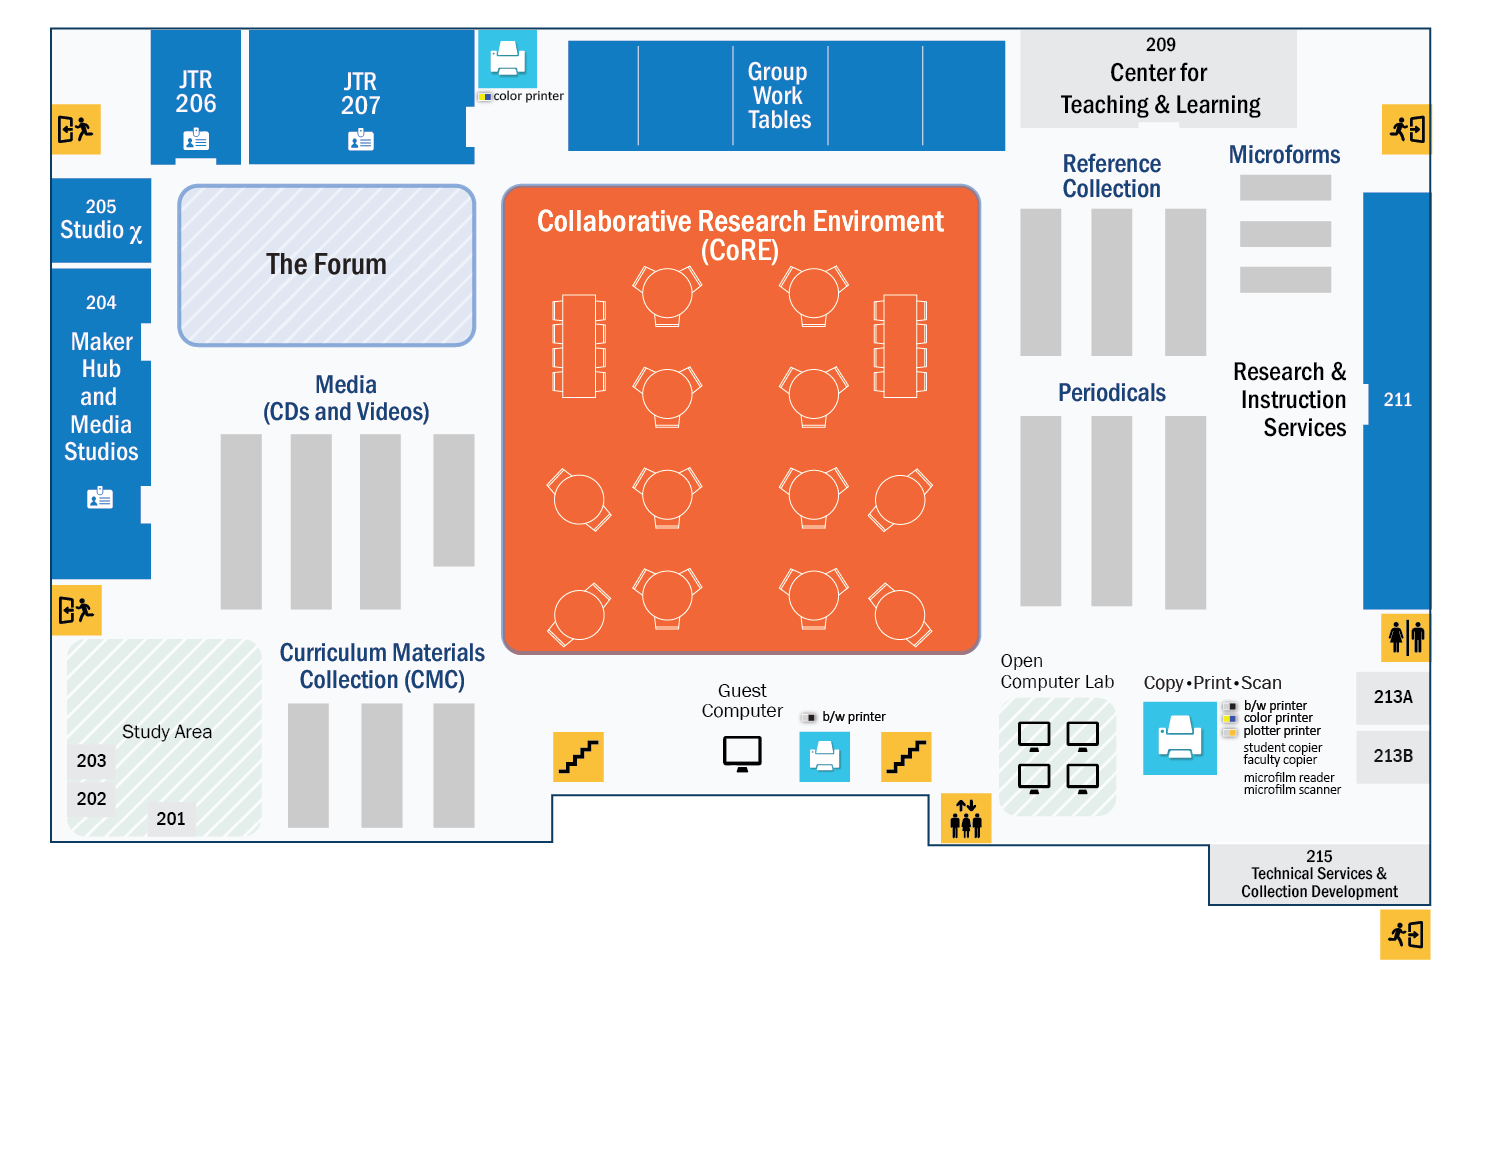 JTR
206
JTR
207
color printer
Group
Work
Tables
209
Center for
Teaching & Learning
Reference
Collection
Microforms
205
Studio χ
The Forum
Collaborative Research Enviroment
(CoRE)
204
Maker
Hub
and
Media
Studios
Media
(CDs and Videos)
Periodicals
Research &
Instruction
Services
211
Curriculum Materials
Collection (CMC)
Study Area
203
202
201
Guest
Computer
b/w printer
Open
Computer Lab
Copy•Print•Scan
b/w printer
color printer
plotter printer
student copier
faculty copier
microfilm reader
microfilm scanner
213A
213B
215
Technical Services &
Collection Development